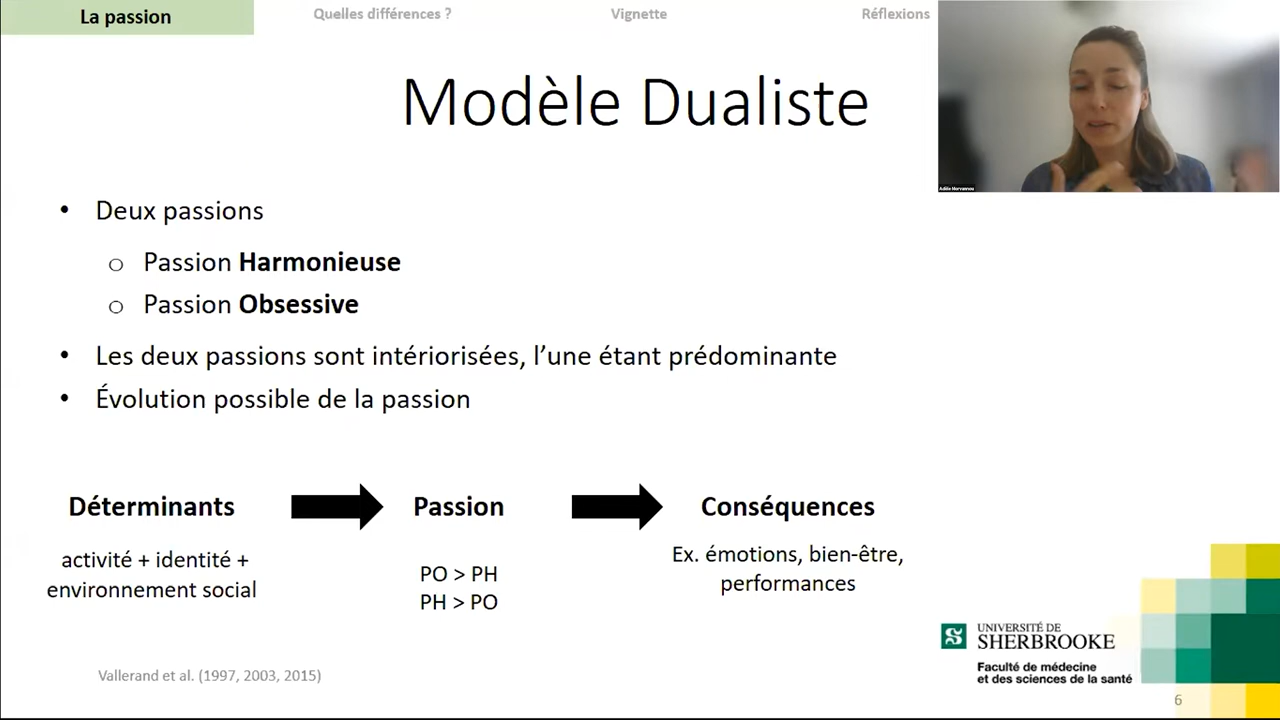 La passion
Quelles différences ?
Vignette
Réflexions
Modèle Dualiste
• Deux passions
o Passion Harmonieuse
o Passion Obsessive
• Les deux passions sont intériorisées, l’une étant prédominante
• Évolution possible de la passion
Déterminants
Passion
Conséquences
activité + identité +
environnement social
PO > PH
PH > PO
Ex. émotions, bien-être,
performances
UNIVERSITÉ DE
SHERBROOKE
Faculté de médecine
et des sciences de la santé
Vallerand et al. (1997, 2003, 2015)
6